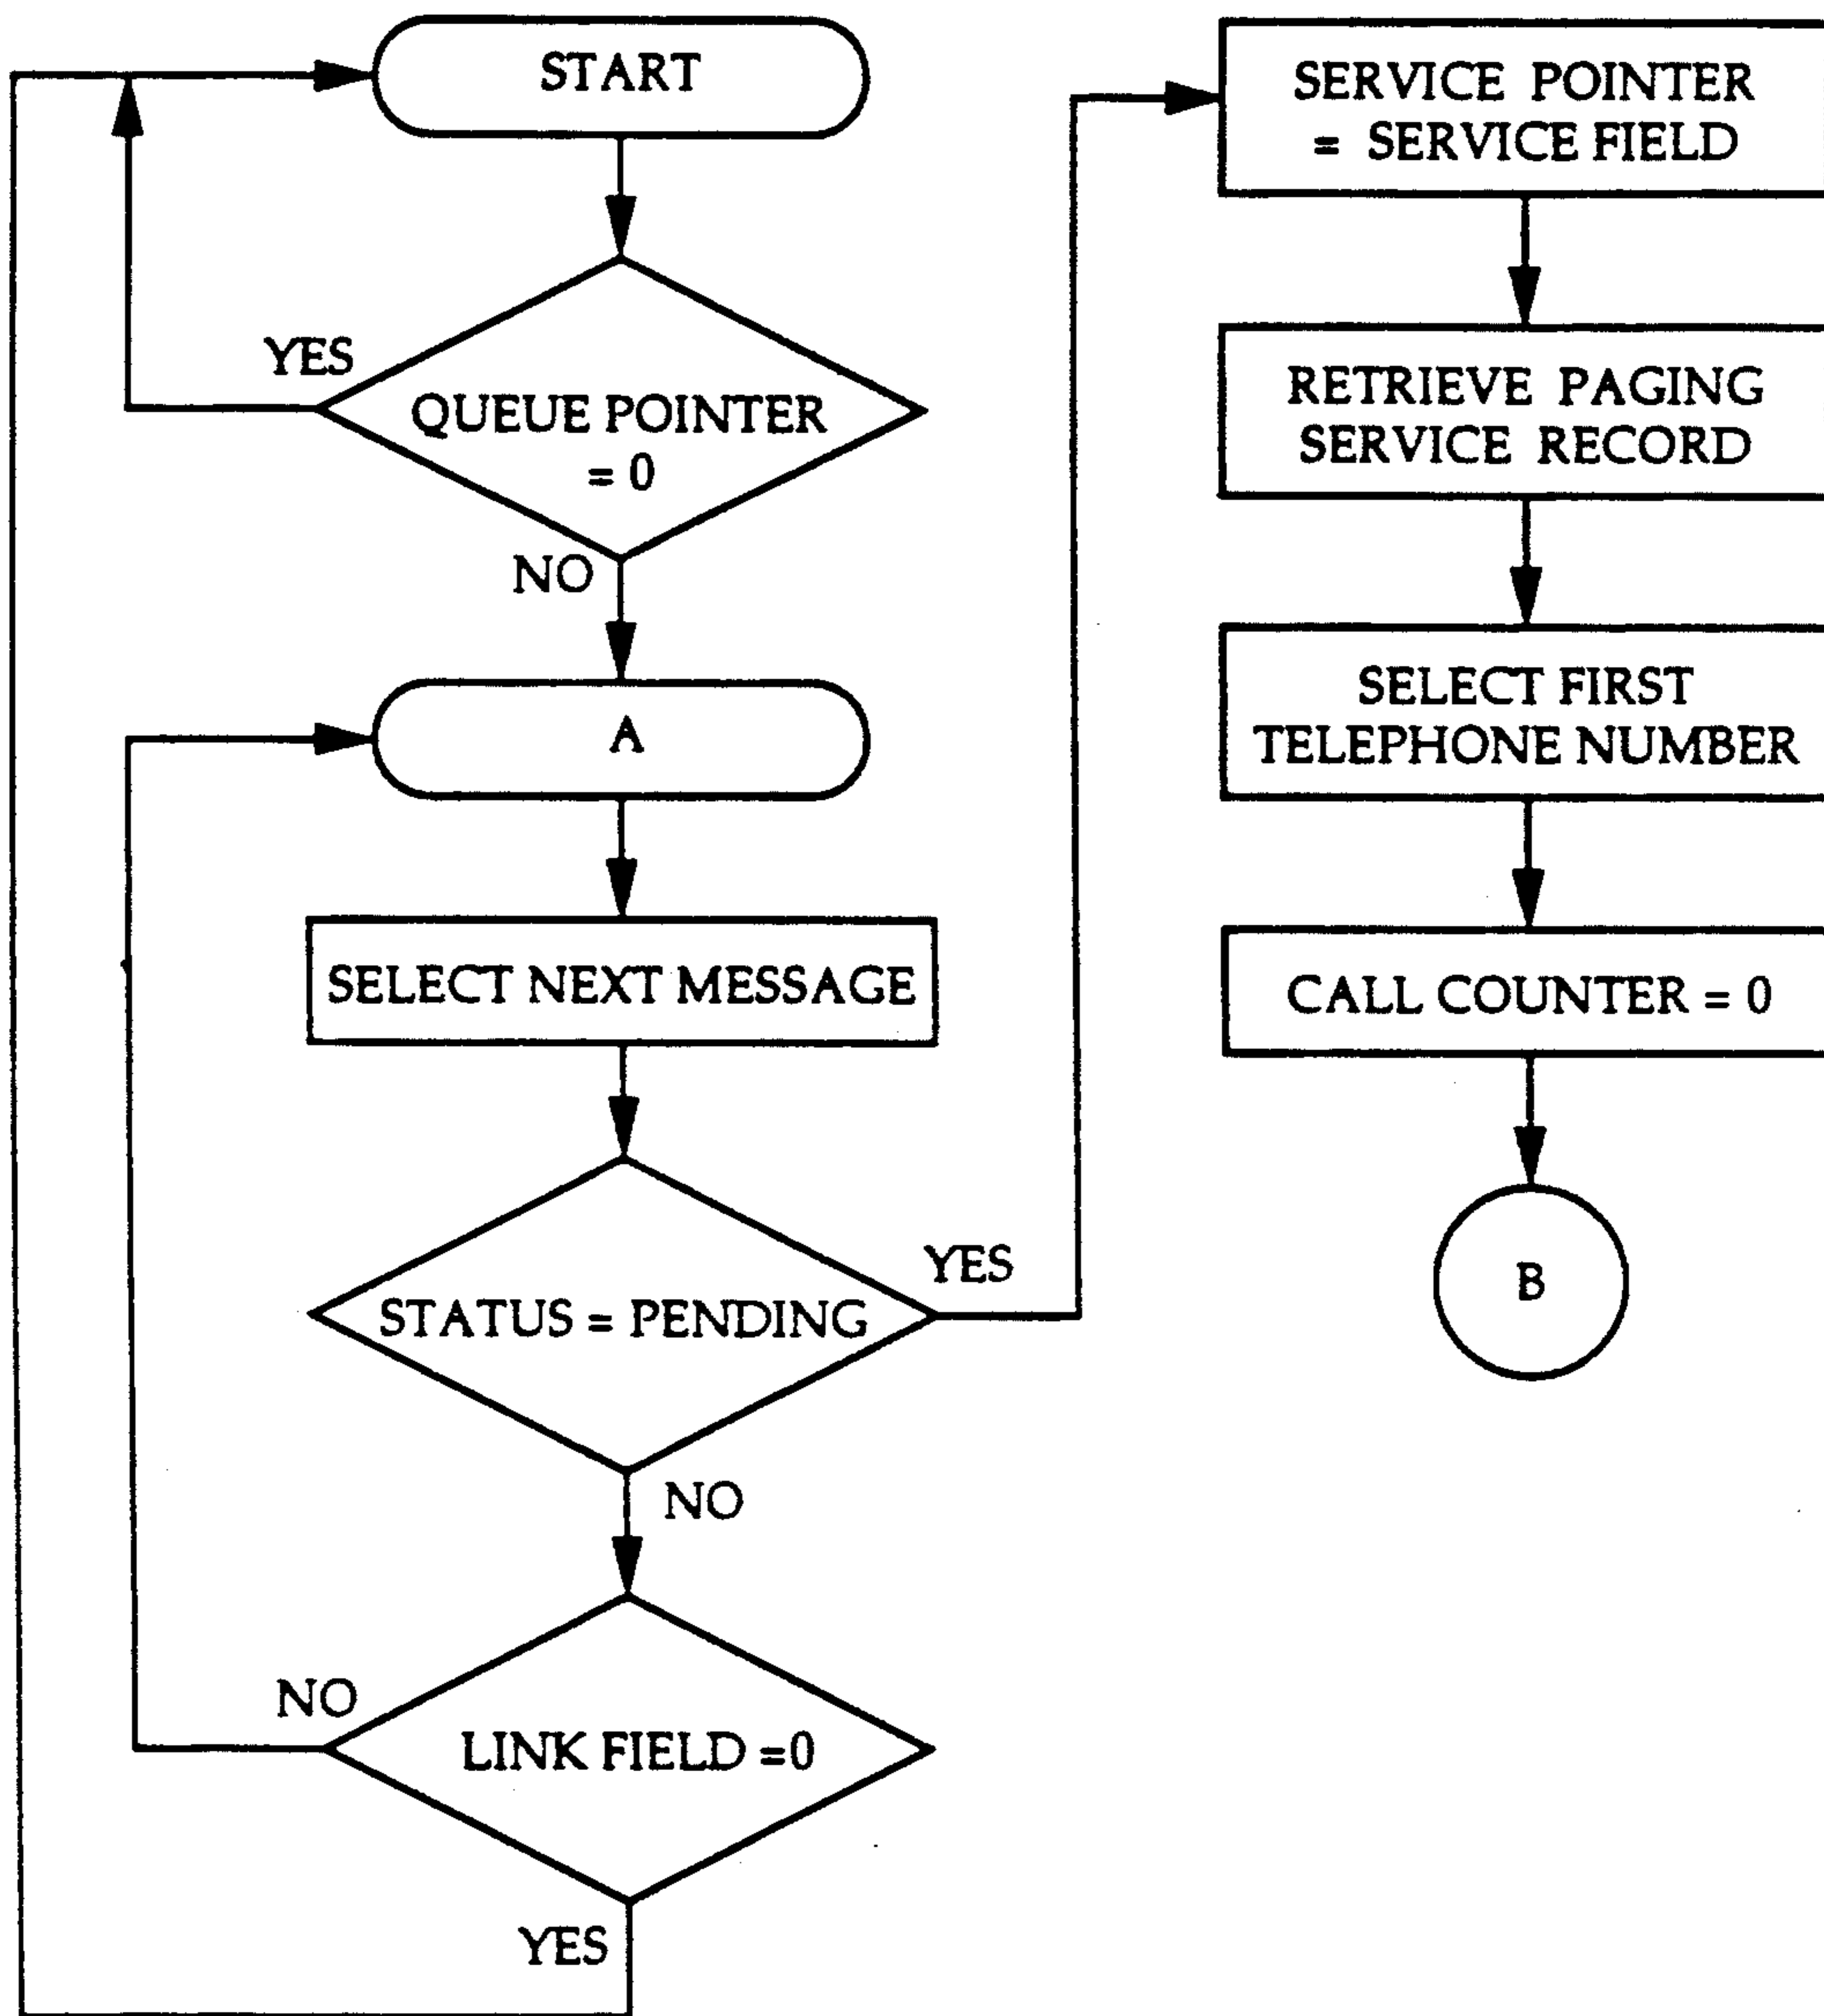 START
YES
QUEUE POINTER
= 0
NO
A
SELECT NEXT MESSAGE
YES
STATUS = PENDING
NO
NO
LINK FIELD =0
YES
SERVICE POINTER
= SERVICE FIELD
RETRIEVE PAGING
SERVICE RECORD
SELECT FIRST
TELEPHONE NUMBER
CALL COUNTER = 0
B